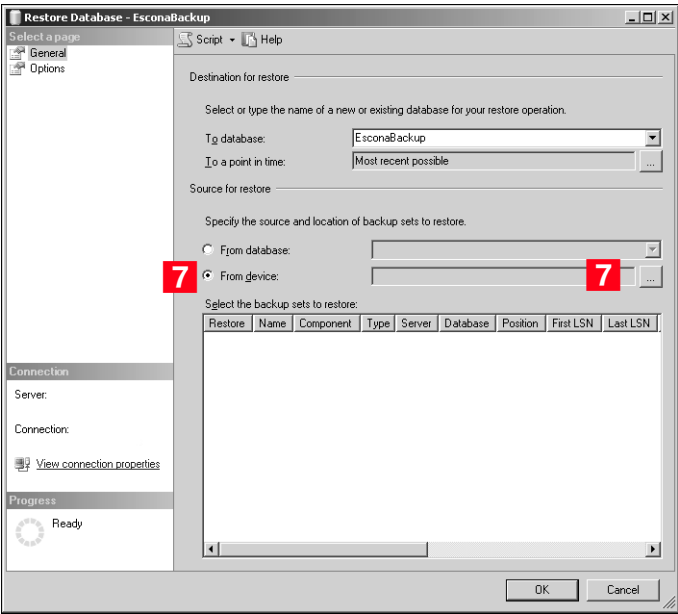 Restore Database - EsconaBackup
Select a page
General
Options
Script
Help
Destination for restore
Select or type the name of a new or existing database for your restore operation.
To database:
EsconaBackup
To a point in time:
Most recent possible
...
Source for restore
Specify the source and location of backup sets to restore.
From database:
7
From device:
7
...
Select the backup sets to restore:
Restore Name Component Type Server Database Position First LSN Last LSN
Connection
Server:
Connection:
View connection properties
Progress
Ready
OK Cancel